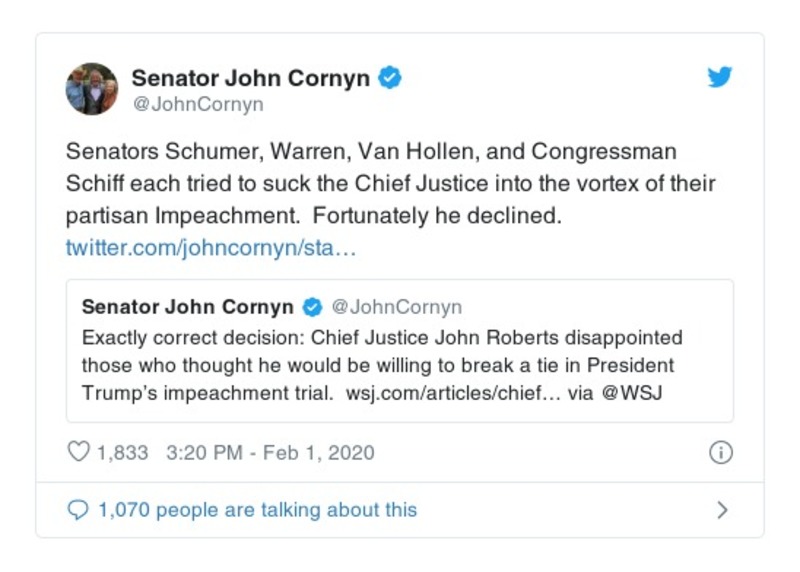 Senator John Cornyn
@JohnCornyn
Senators Schumer, Warren, Van Hollen, and Congressman
Schiff each tried to suck the Chief Justice into the vortex of their
partisan Impeachment.  Fortunately he declined.
twitter.com/johncornyn/sta…
Senator John Cornyn @JohnCornyn
Exactly correct decision: Chief Justice John Roberts disappointed
those who thought he would be willing to break a tie in President
Trump’s impeachment trial.  wsj.com/articles/chief… via @WSJ
1,833 3:20 PM - Feb 1, 2020
1,070 people are talking about this